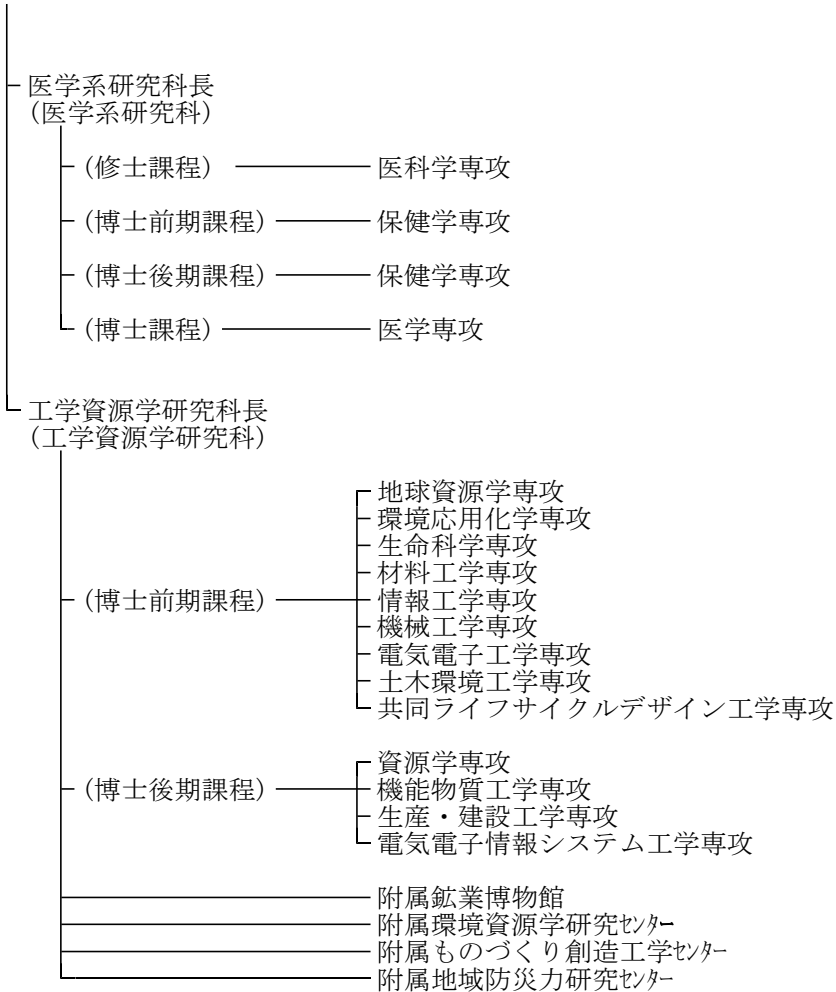 医学系研究科長
(医学系研究科)
(修士課程) 医科学専攻
(博士前期課程) 保健学専攻
(博士後期課程) 保健学専攻
(博士課程) 医学専攻
工学資源学研究科長
(工学資源学研究科)
地球資源学専攻
環境応用化学専攻
生命科学専攻
材料工学専攻
(博士前期課程) 情報工学専攻
機械工学専攻
電気電子工学専攻
土木環境工学専攻
共同ライフサイクルデザイン工学専攻
資源学専攻
(博士後期課程) 機能物質工学専攻
生産・建設工学専攻
電気電子情報システム工学専攻
附属鉱業博物館
附属環境資源学研究センター
附属ものづくり創造工学センター
附属地域防災力研究センター